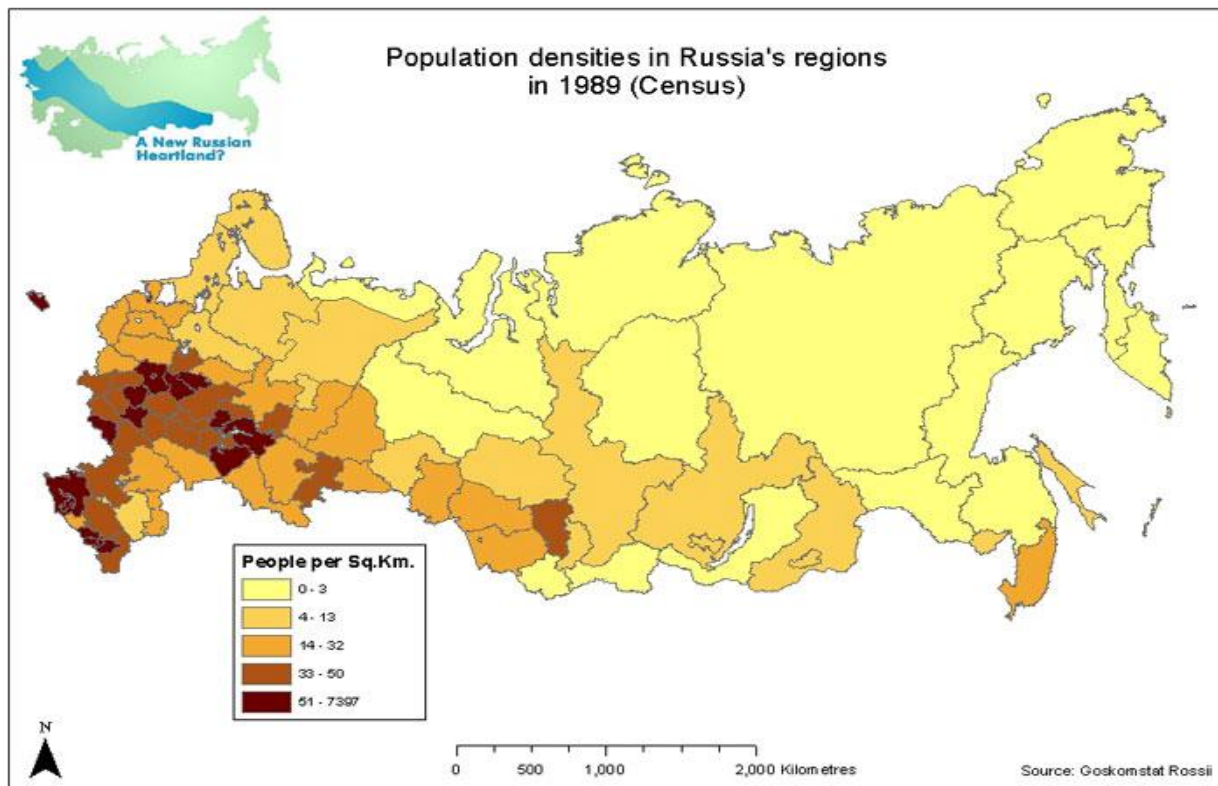 A New Russian
Heartland?
Population densities in Russia's regions
in 1989 (Census)
People per Sq.Km.
0 - 3
4 - 13
14 - 32
33 - 50
51 - 7397
N
0 500 1,000 2,000 Kilometres
Source: Goskomstat Rossii